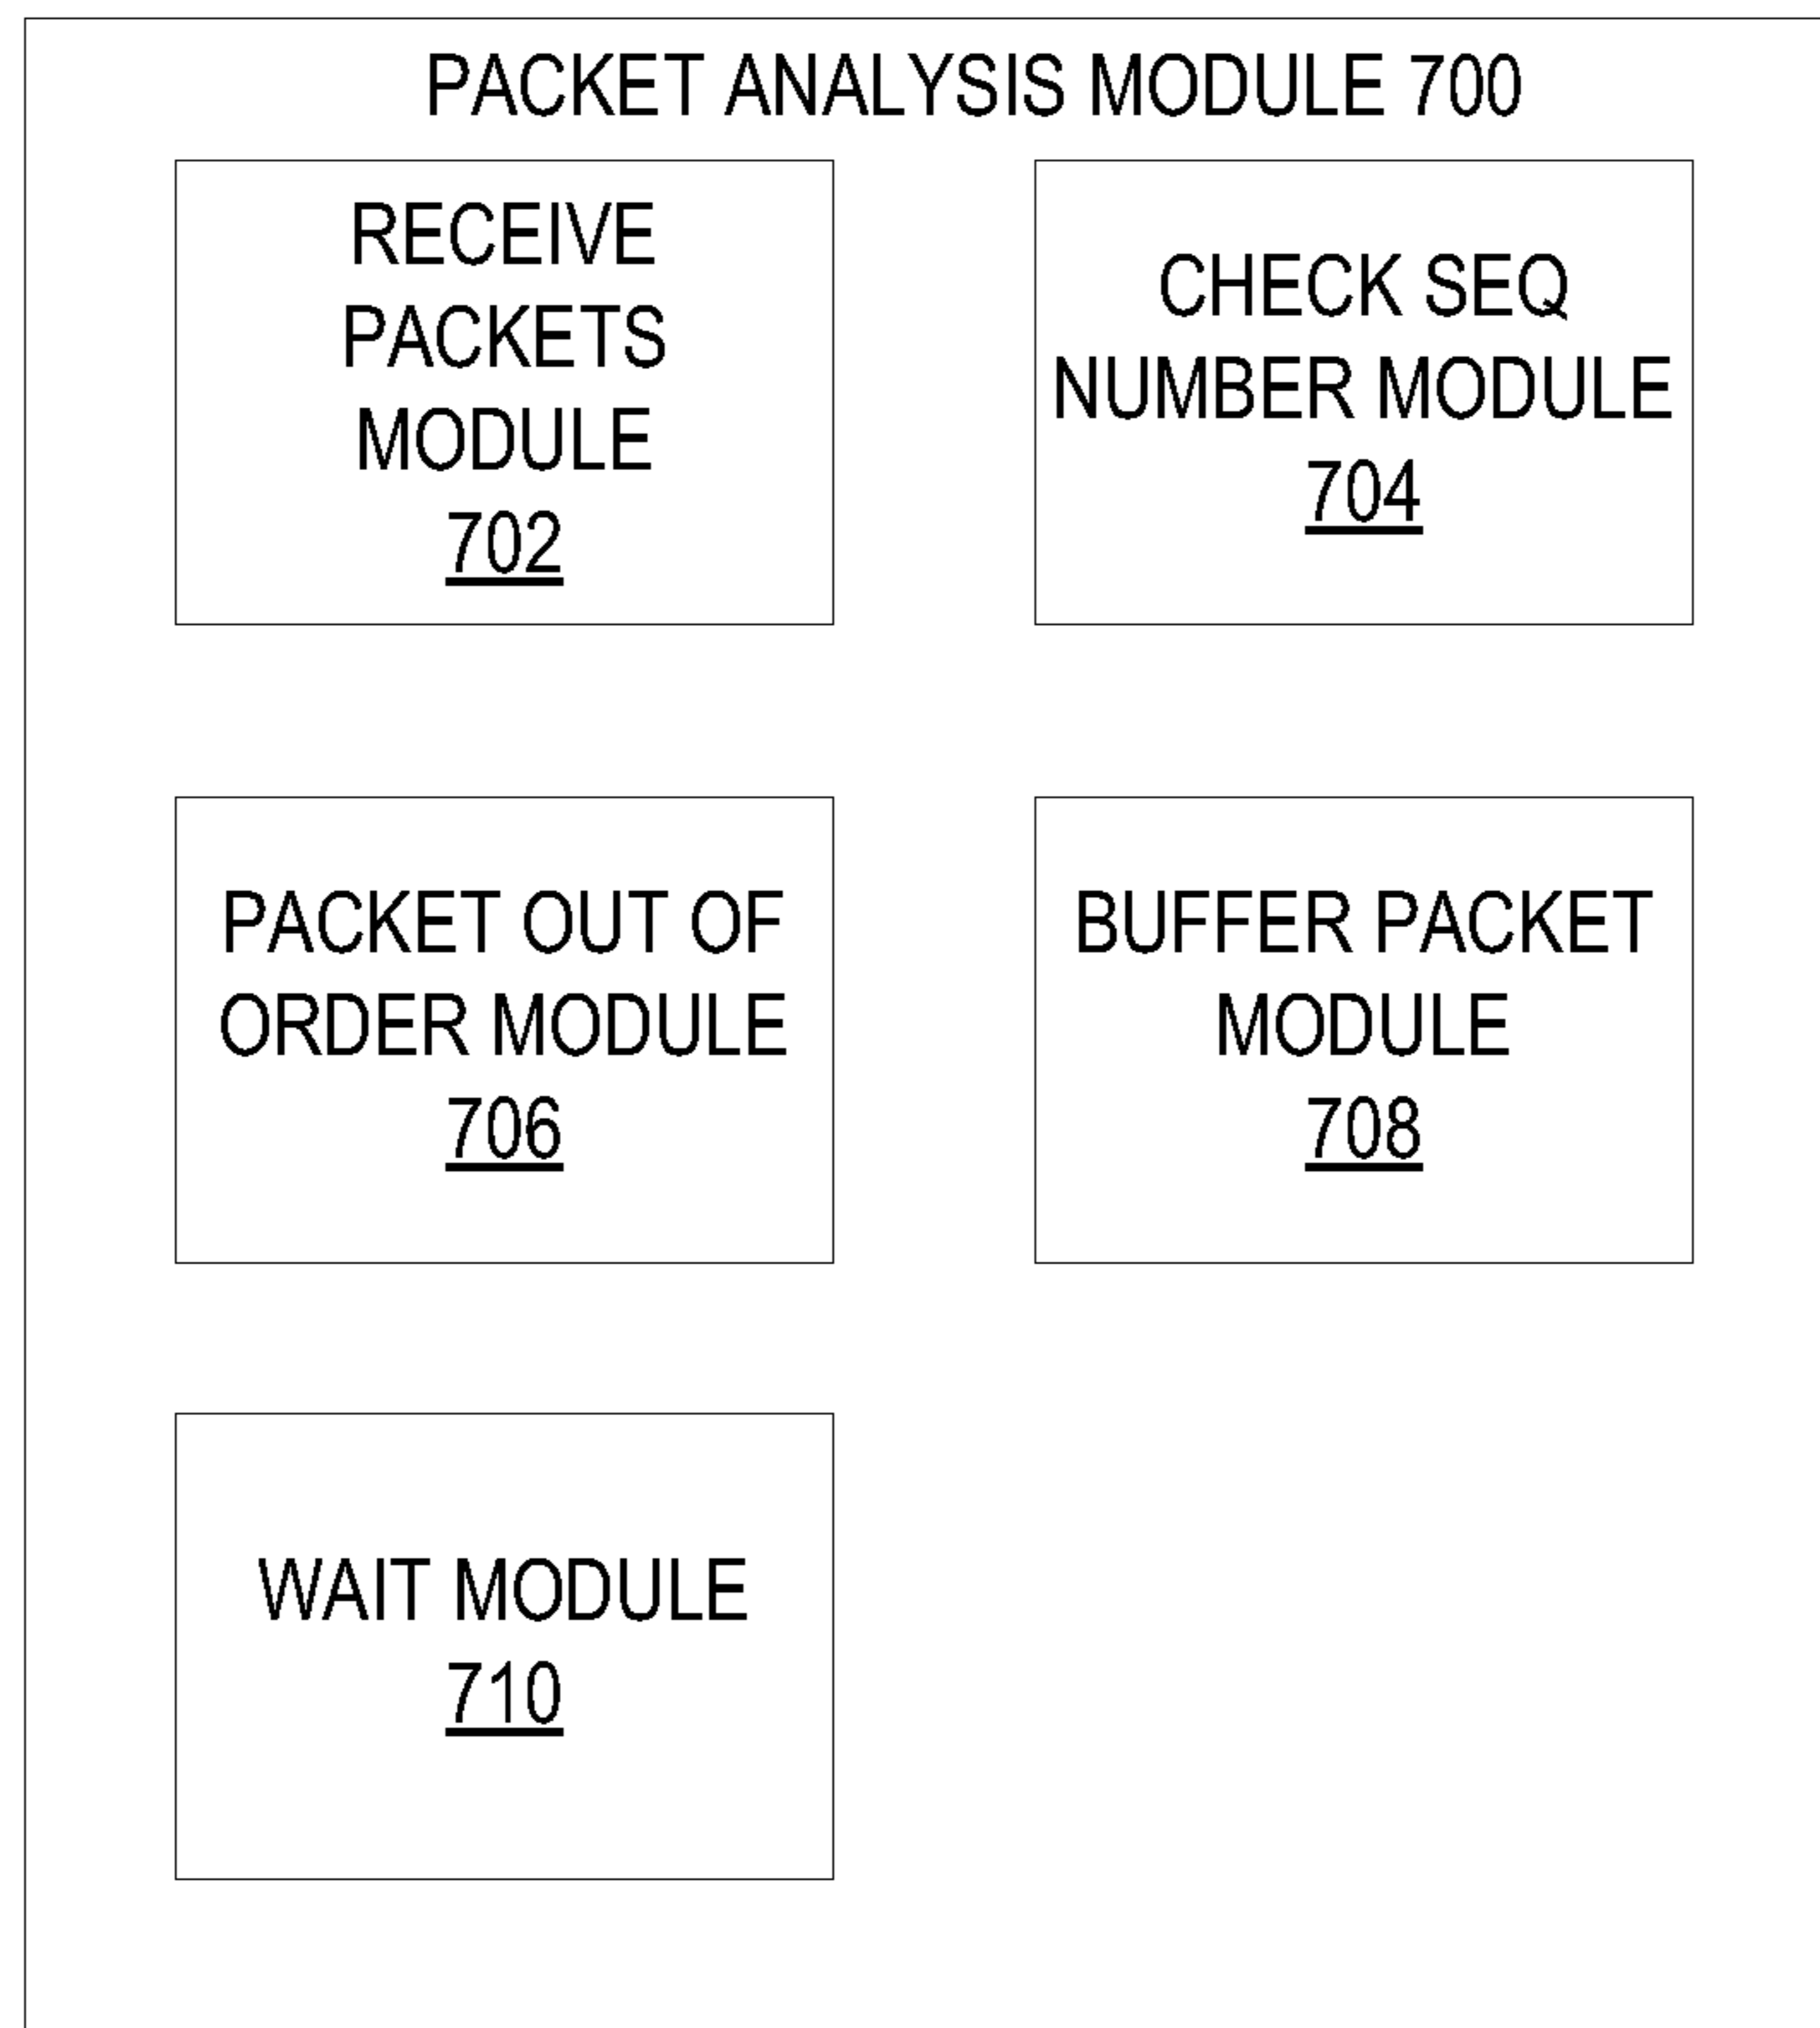 PACKET ANALYSIS MODULE 700
RECEIVE
PACKETS
MODULE
702
CHECK SEQ
NUMBER MODULE
704
PACKET OUT OF
ORDER MODULE
706
BUFFER PACKET
MODULE
708
WAIT MODULE
710